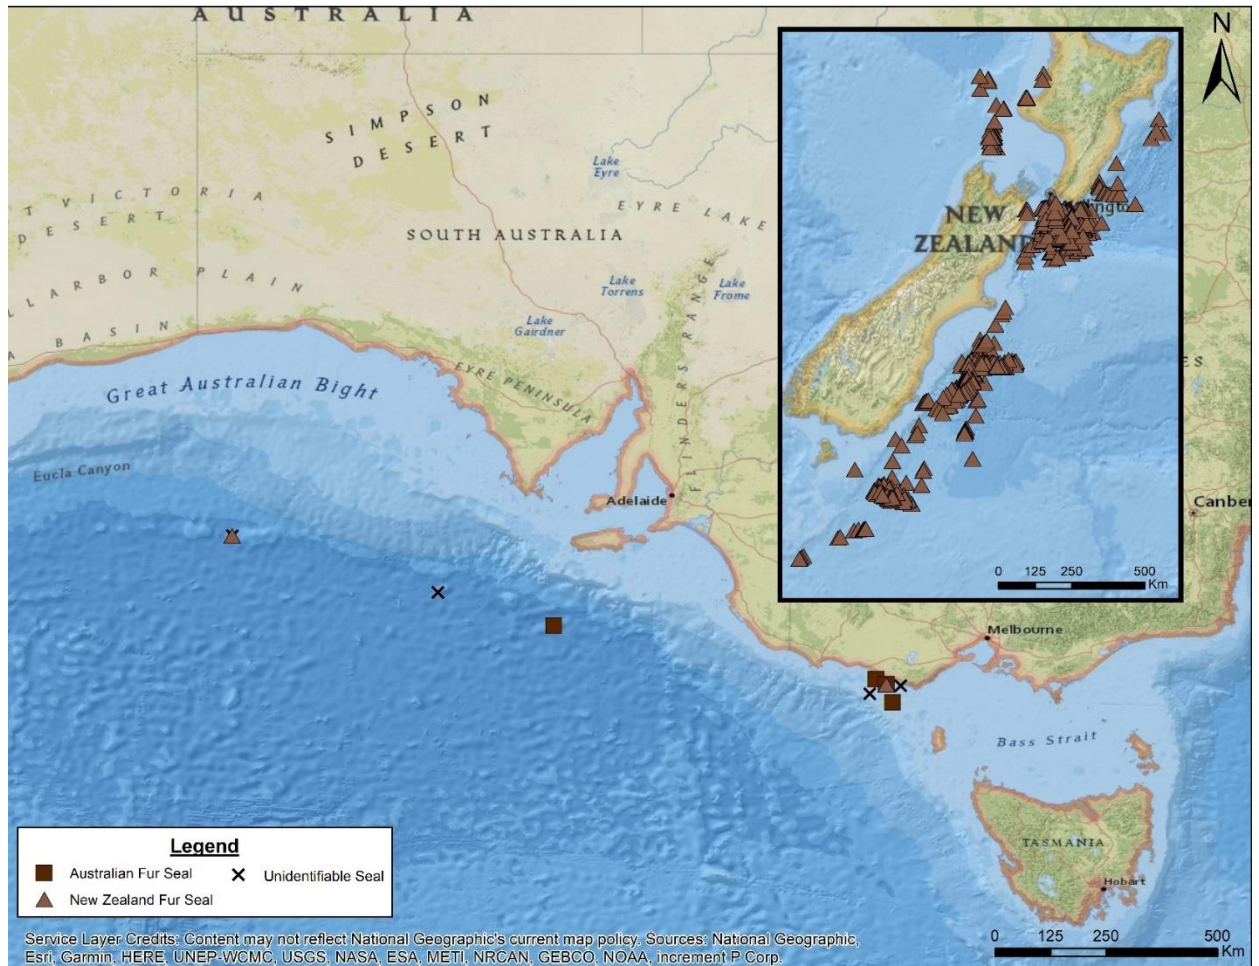 AUSTRALIA
SIMPSON
DESERT
T VICTORIA
DESERT
Lake
Eyre
EYRE LAKE
SOUTH AUSTRALIA
LARBOR PLAIN
A BASIN
Lake
Torrens
Lake
Frome
Lake
Gairdner
FLINDERS RANGE
EYRE PENINSULA
Great Australian Bight
Eucla Canyon
Adelaide
Melbourne
Canber
ES
Bass Strait
TASMANIA
Hobart
N
NEW
ZEALAND
lington
0 125 250 500
Km
Legend
Australian Fur Seal
Unidentifiable Seal
New Zealand Fur Seal
Service Layer Credits: Content may not reflect National Geographic's current map policy. Sources: National Geographic,
Esri, Garmin, HERE, UNEP-WCMC, USGS, NASA, ESA, METI, NRCAN, GEBCO, NOAA, increment P Corp.
0 125 250 500
Km